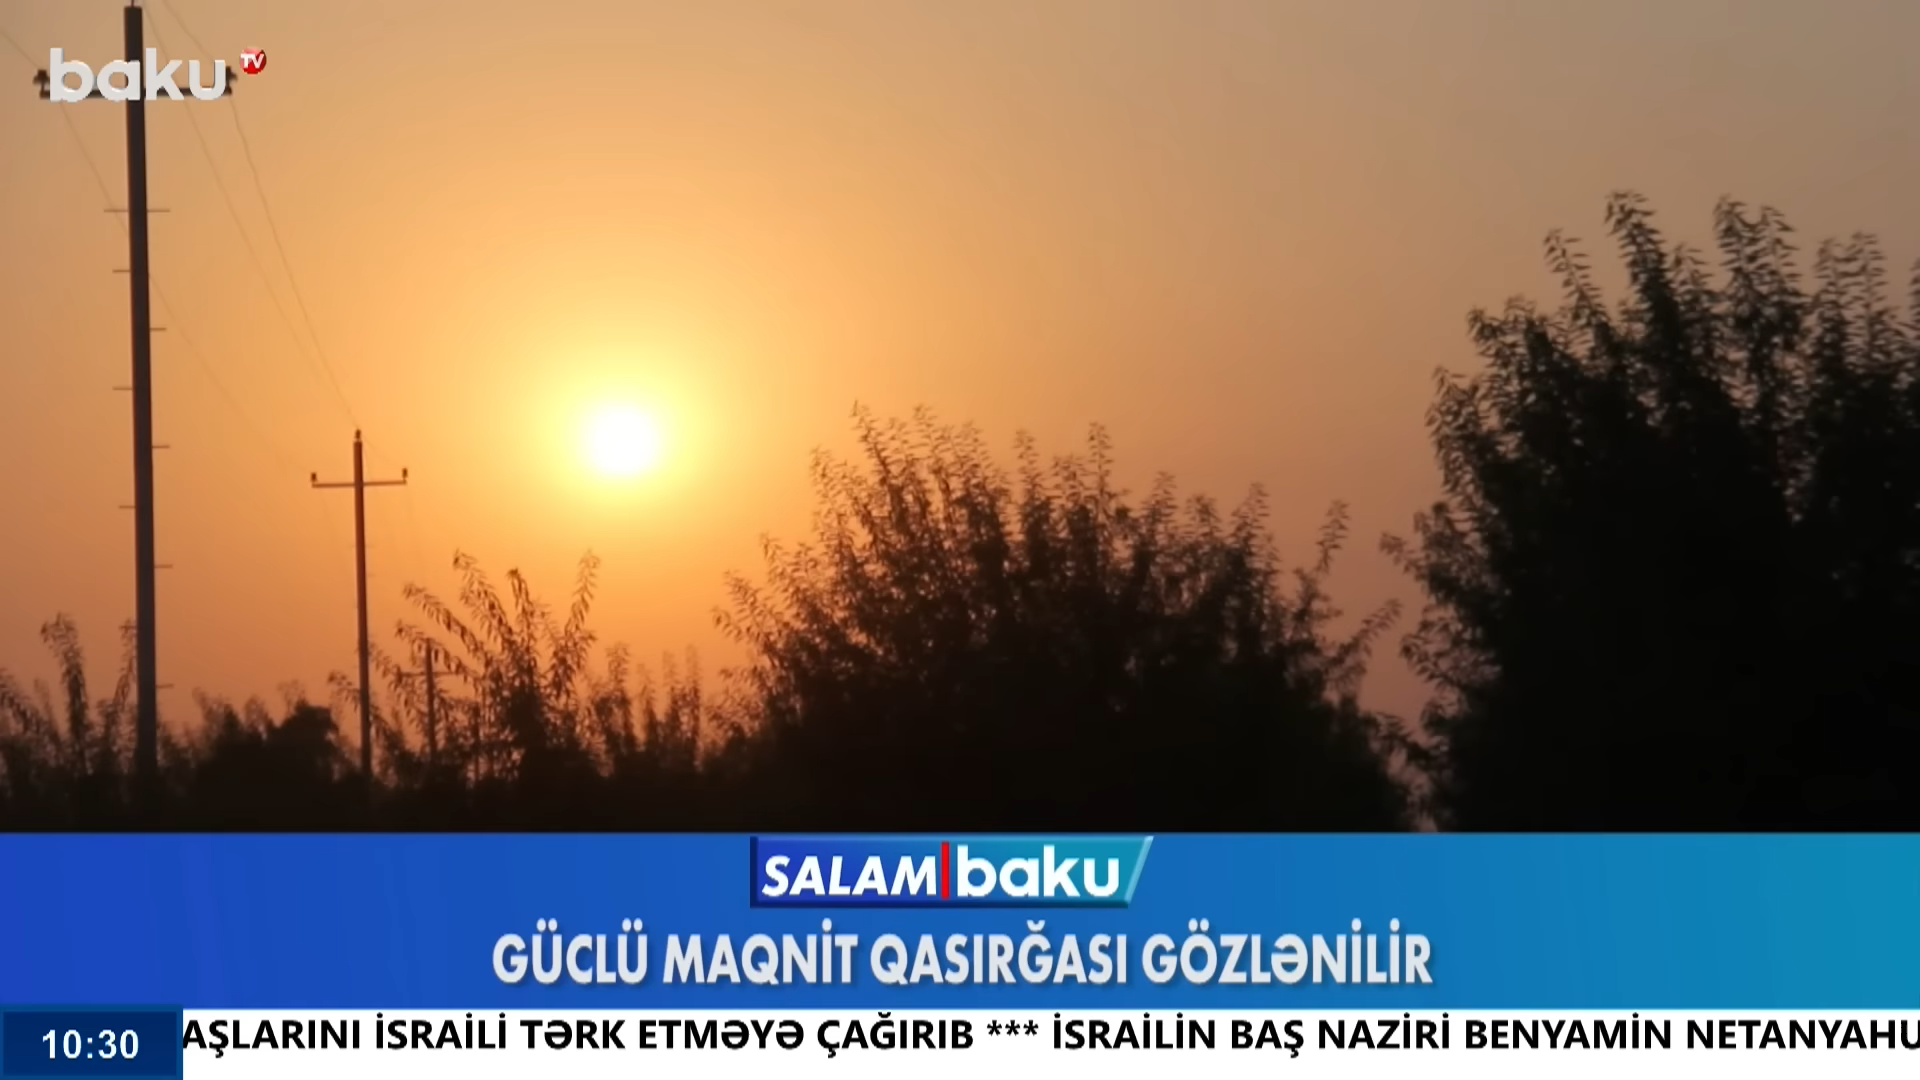 baku TV
SALAM baku
GÜCLÜ MAQNİT QASIRĞASI GÖZLƏNİLİR
10:30
AŞLARINI İSRAİLİ TƏRK ETMƏYƏ ÇAĞIRIB *** İSRAİLİN BAŞ NAZİRİ BENYAMİN NETANYAHU